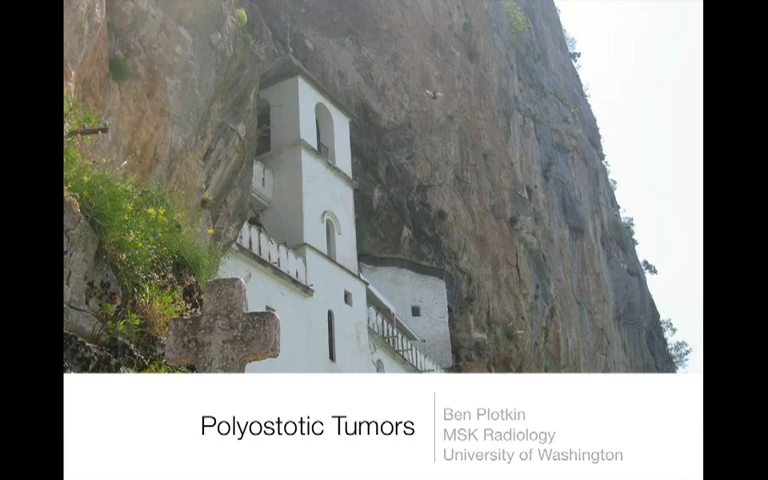 Polyostotic Tumors
Ben Plotkin
MSK Radiology
University of Washington